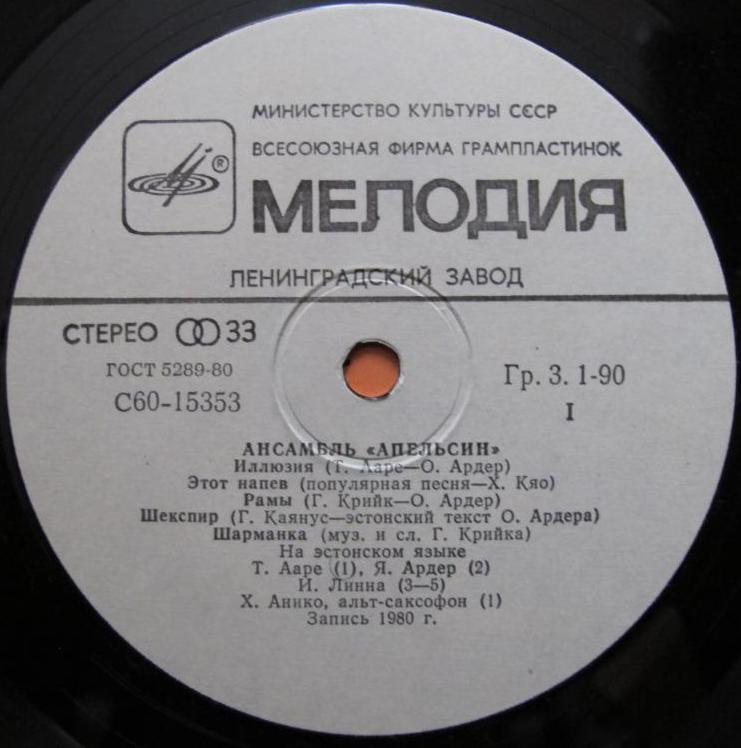 МИНИСТЕРСТВО КУЛЬТУРЫ СССР
®
ВСЕСОЮЗНАЯ ФИРМА ГРАМПЛАСТИНОК
МЕЛОДИЯ
ЛЕНИНГРАДСКИЙ ЗАВОД
СТЕРЕО 33
ГОСТ 5289-80
С60-15353
Гр. 3. 1-90
I
АНСАМБЛЬ «АПЕЛЬСИН»
Иллюзия (Т. Ааре—О. Ардер)
Этот напев (популярная песня—Х. Кяо)
Рамы (Г. Крийк—О. Ардер)
Шекспир (Г. Каянус—эстонский текст О. Ардера)
Шарманка (муз. и сл. Г. Крийка)
На эстонском языке
Т. Ааре (1), Я. Ардер (2)
И. Линна (3—5)
Х. Анико, альт-саксофон (1)
Запись 1980 г.